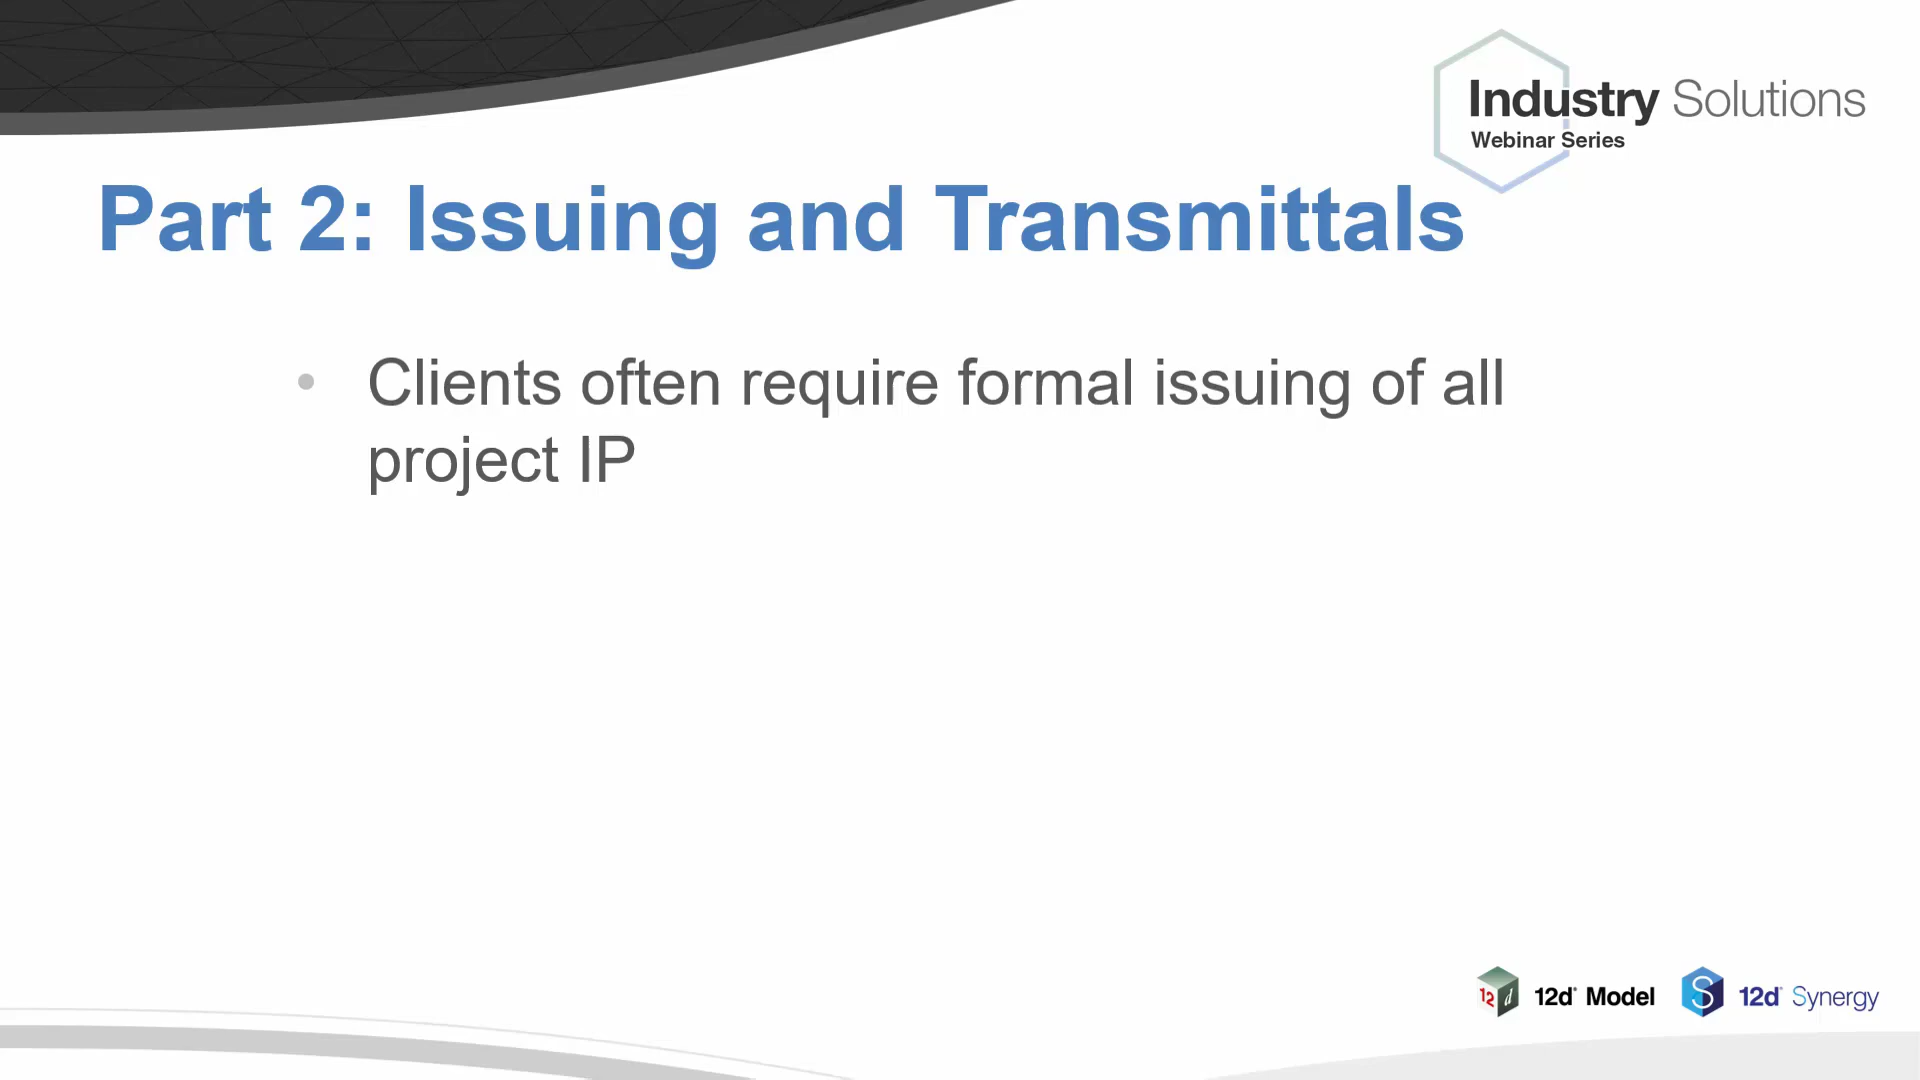 Industry Solutions
Webinar Series
Part 2: Issuing and Transmittals
• Clients often require formal issuing of all
project IP
12d 12d® Model S 12d® Synergy